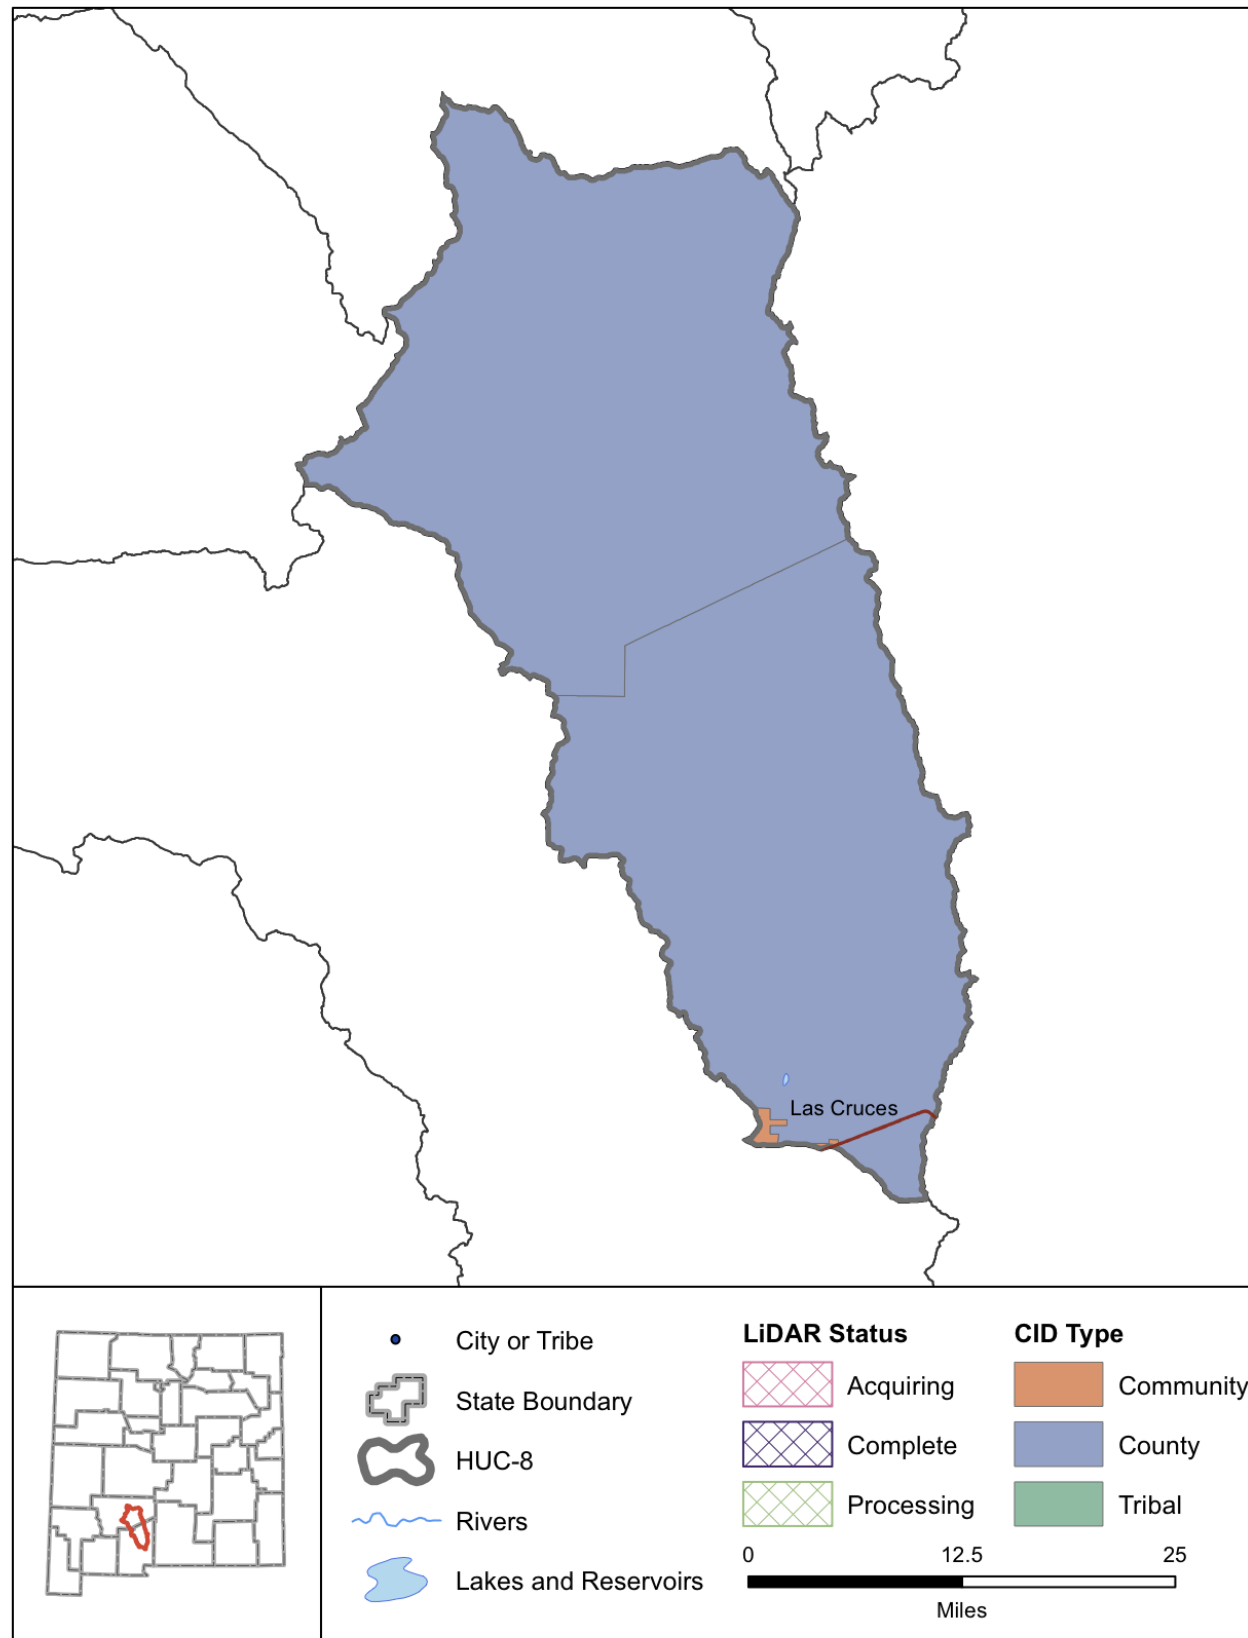 Las Cruces
City or Tribe
State Boundary
HUC-8
Rivers
Lakes and Reservoirs
LiDAR Status
Acquiring
Complete
Processing
CID Type
Community
County
Tribal
0 12.5 25
Miles